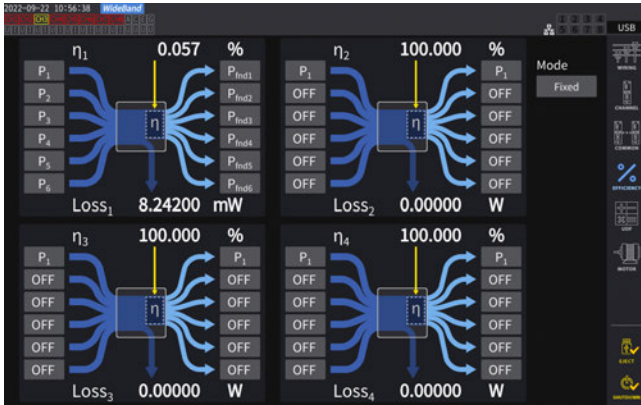 2022-09-22 10:56:38 WideBand
CH3
USB
η1 0.057 %
P1 Pfnd1
P2 Pfnd2
P3 Pfnd3
P4 Pfnd4
P5 Pfnd5
P6 Pfnd6
η
Loss1 8.24200 mW
η2 100.000 %
P1 P1
OFF OFF
OFF OFF
OFF OFF
OFF OFF
OFF OFF
η
Loss2 0.00000 W
η3 100.000 %
P1 P1
OFF OFF
OFF OFF
OFF OFF
OFF OFF
OFF OFF
η
Loss3 0.00000 W
η4 100.000 %
P1 P1
OFF OFF
OFF OFF
OFF OFF
OFF OFF
OFF OFF
η
Loss4 0.00000 W
Mode
Fixed
WIRING
CHANNEL
COMMON
EFFICIENCY
UDF
MOTOR
EJECT
SHUTDOWN